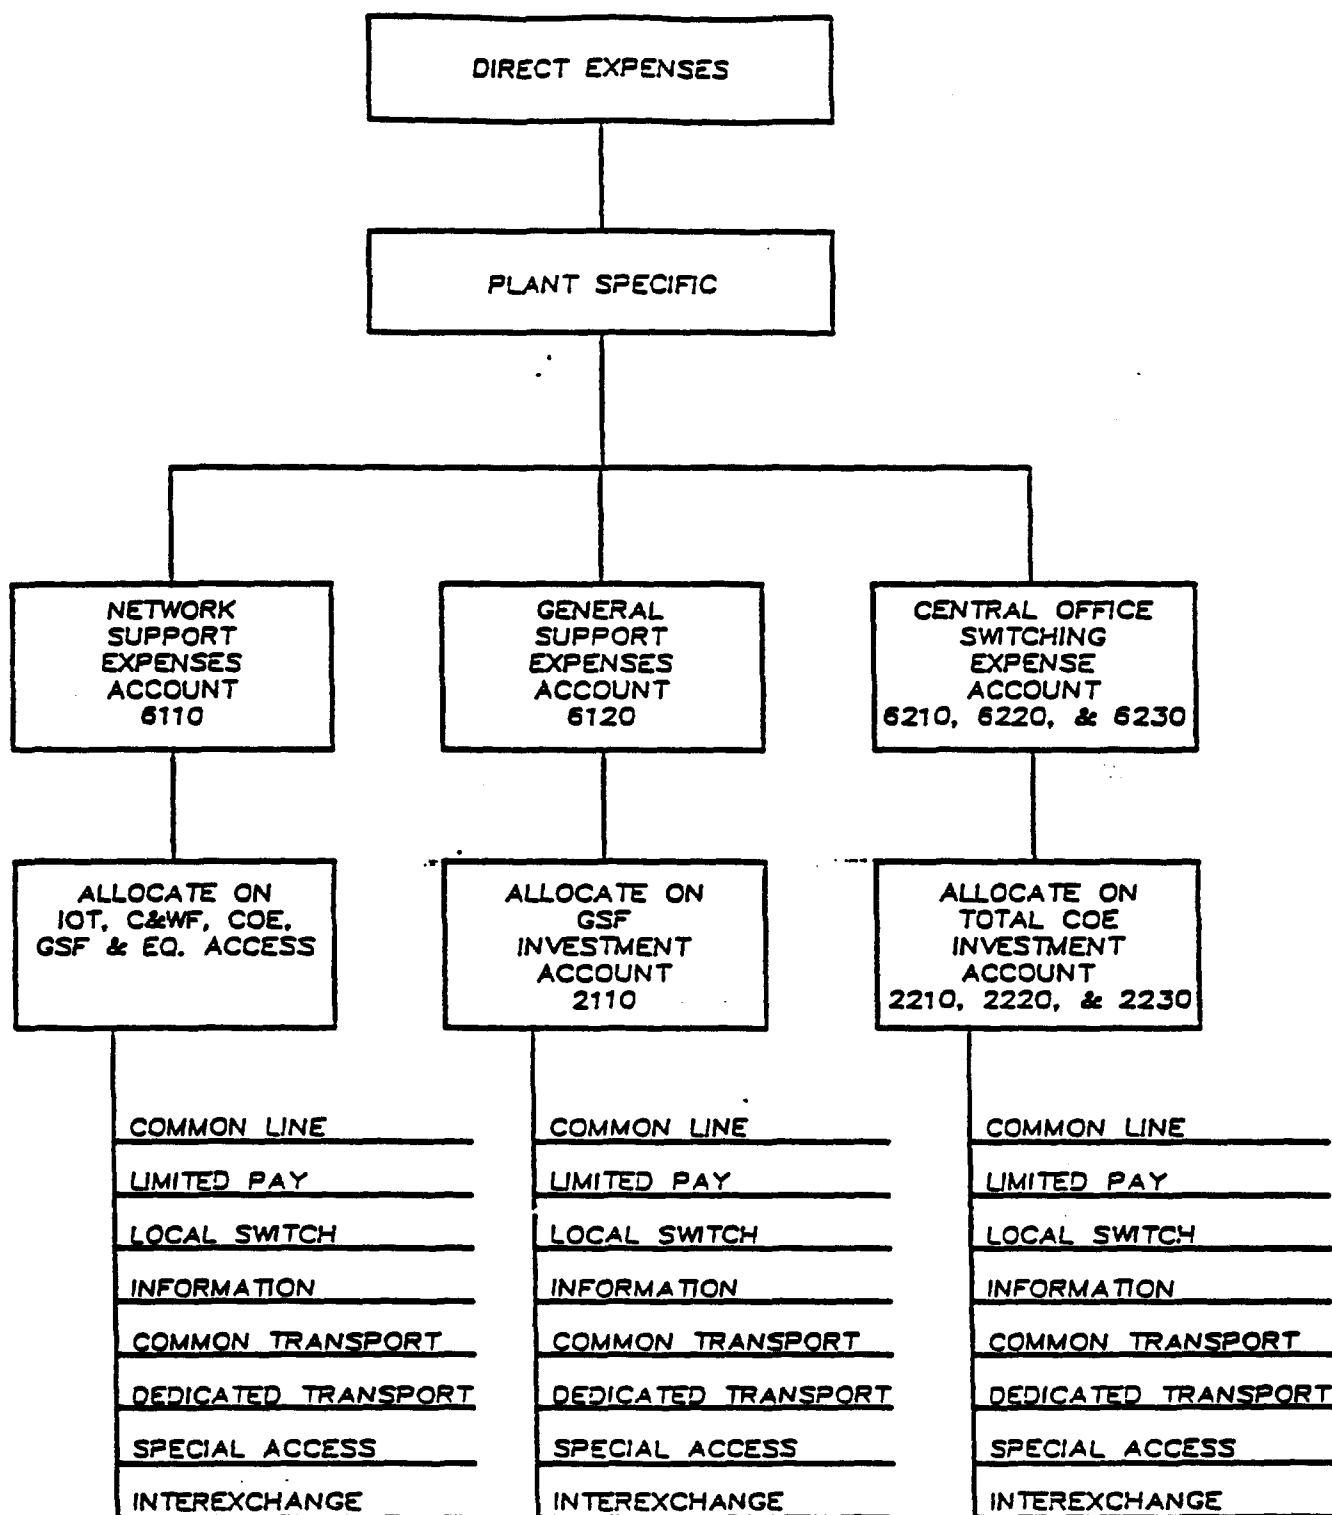 DIRECT EXPENSES
PLANT SPECIFIC
NETWORK
SUPPORT
EXPENSES
ACCOUNT
6110
GENERAL
SUPPORT
EXPENSES
ACCOUNT
6120
CENTRAL OFFICE
SWITCHING
EXPENSE
ACCOUNT
6210, 6220, & 6230
ALLOCATE ON
IOT, C&WF, COE,
GSF & EQ. ACCESS
ALLOCATE ON
GSF
INVESTMENT
ACCOUNT
2110
ALLOCATE ON
TOTAL COE
INVESTMENT
ACCOUNT
2210, 2220, & 2230
COMMON LINE
LIMITED PAY
LOCAL SWITCH
INFORMATION
COMMON TRANSPORT
DEDICATED TRANSPORT
SPECIAL ACCESS
INTEREXCHANGE
COMMON LINE
LIMITED PAY
LOCAL SWITCH
INFORMATION
COMMON TRANSPORT
DEDICATED TRANSPORT
SPECIAL ACCESS
INTEREXCHANGE
COMMON LINE
LIMITED PAY
LOCAL SWITCH
INFORMATION
COMMON TRANSPORT
DEDICATED TRANSPORT
SPECIAL ACCESS
INTEREXCHANGE